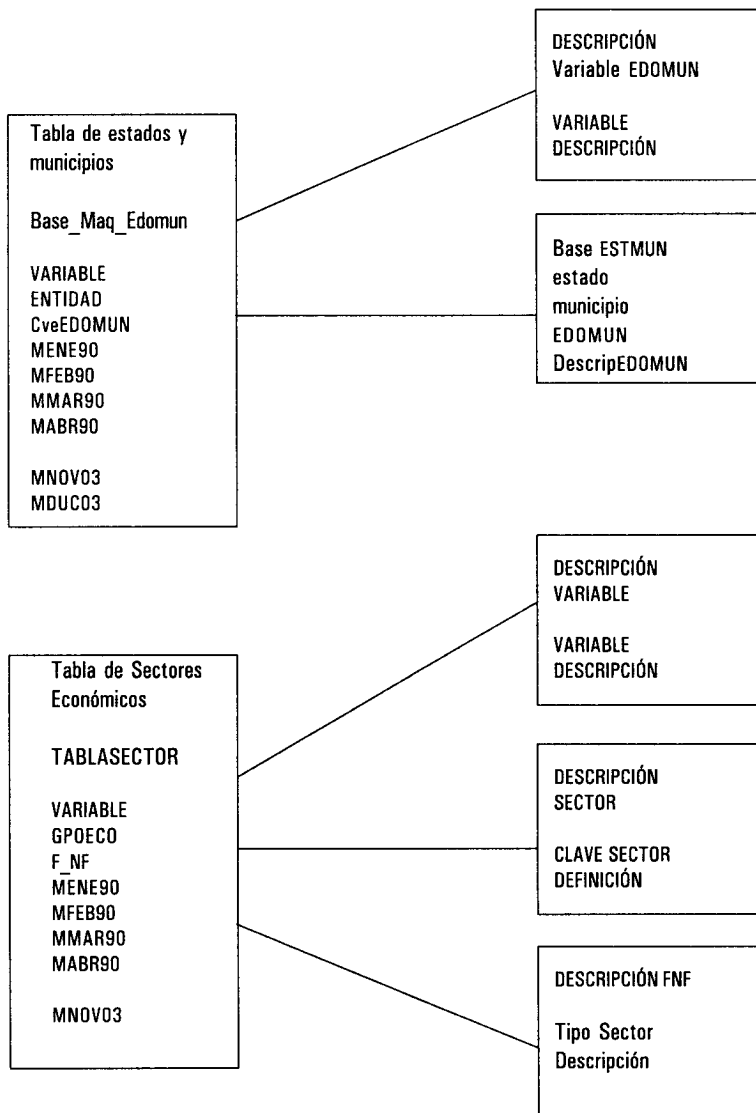 Tabla de estados y
municipios
Base_Maq_Edomun
VARIABLE
ENTIDAD
CveEDOMUN
MENE90
MFEB90
MMAR90
MABR90
MNOV03
MDUC03
DESCRIPCIÓN
Variable EDOMUN
VARIABLE
DESCRIPCIÓN
Base ESTMUN
estado
municipio
EDOMUN
DescripEDOMUN
Tabla de Sectores
Económicos
TABLASECTOR
VARIABLE
GPOECO
F_NF
MENE90
MFEB90
MMAR90
MABR90
MNOV03
DESCRIPCIÓN
VARIABLE
VARIABLE
DESCRIPCIÓN
DESCRIPCIÓN
SECTOR
CLAVE SECTOR
DEFINICIÓN
DESCRIPCIÓN FNF
Tipo Sector
Descripción